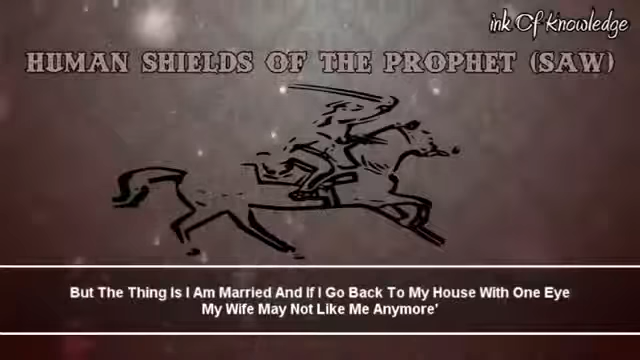 ink Of Knowledge
HUMAN SHIELDS OF THE PROPHET (SAW)
But The Thing Is I Am Married And If I Go Back To My House With One Eye
My Wife May Not Like Me Anymore'